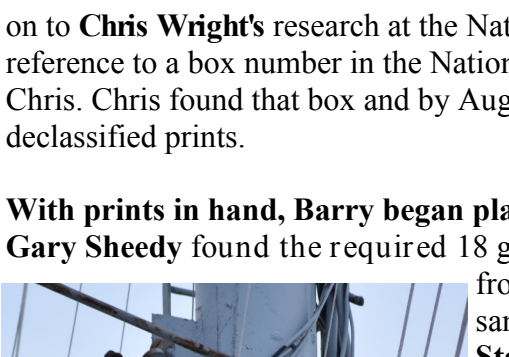 on to Chris Wright's research at the Nat
reference to a box number in the Nation
Chris. Chris found that box and by Aug
declassified prints.
With prints in hand, Barry began pla
Gary Sheedy found the required 18 g
fro
sar